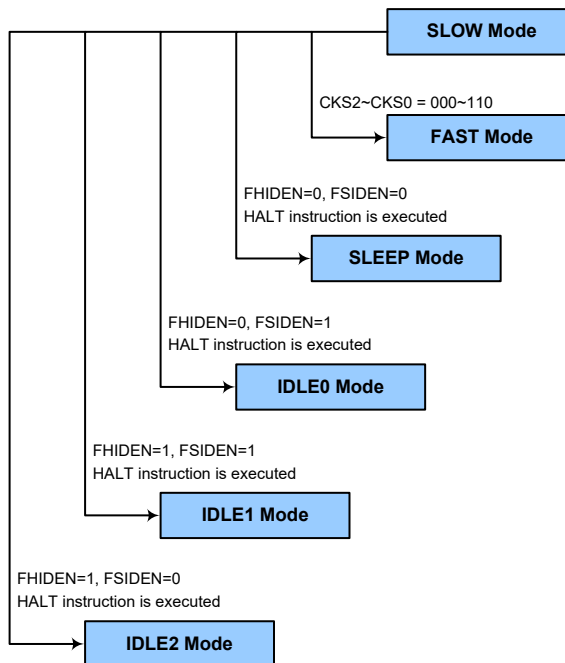 SLOW Mode
CKS2~CKS0 = 000~110
FAST Mode
FHIDEN=0, FSIDEN=0
HALT instruction is executed
SLEEP Mode
FHIDEN=0, FSIDEN=1
HALT instruction is executed
IDLE0 Mode
FHIDEN=1, FSIDEN=1
HALT instruction is executed
IDLE1 Mode
FHIDEN=1, FSIDEN=0
HALT instruction is executed
IDLE2 Mode